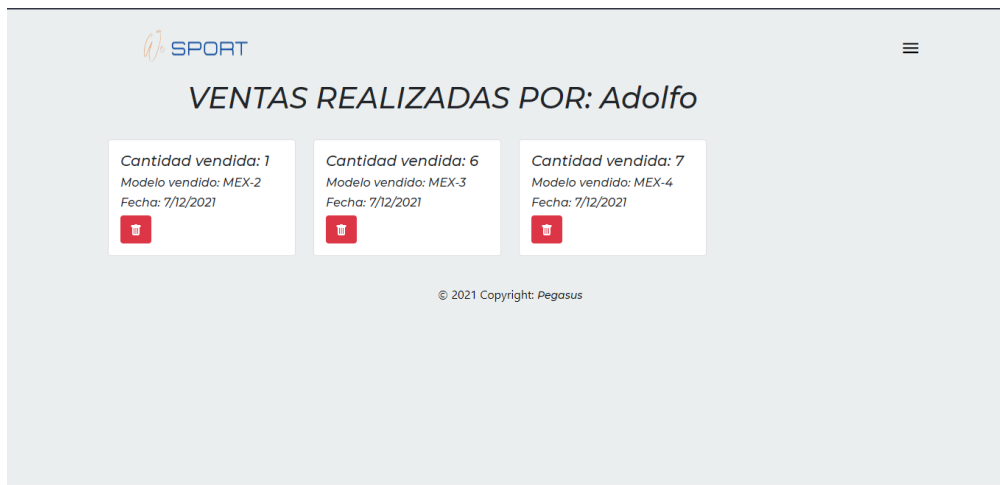 We SPORT
VENTAS REALIZADAS POR: Adolfo
Cantidad vendida: 1
Modelo vendido: MEX-2
Fecha: 7/12/2021
Cantidad vendida: 6
Modelo vendido: MEX-3
Fecha: 7/12/2021
Cantidad vendida: 7
Modelo vendido: MEX-4
Fecha: 7/12/2021
© 2021 Copyright: Pegasus